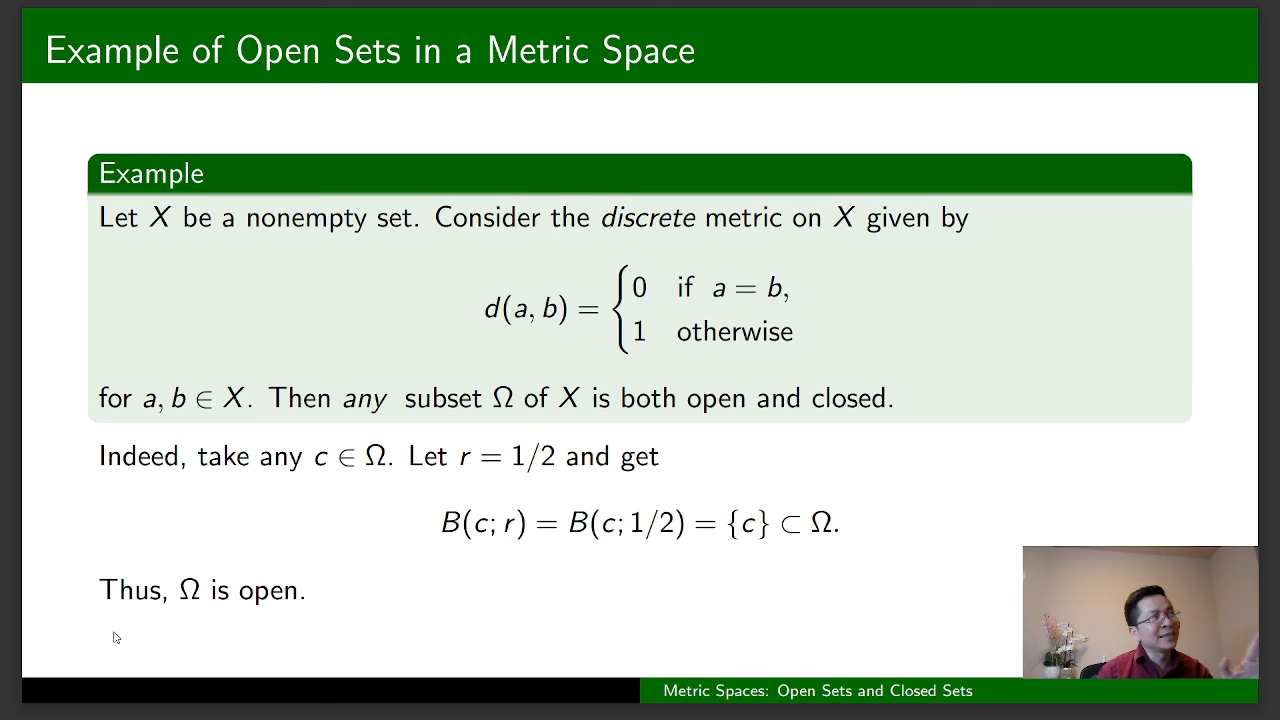 Example of Open Sets in a Metric Space
Example
Let X be a nonempty set. Consider the discrete metric on X given by
d(a, b) = { 0 if a = b,
1 otherwise
for a, b ∈ X. Then any subset Ω of X is both open and closed.
Indeed, take any c ∈ Ω. Let r = 1/2 and get
B(c; r) = B(c; 1/2) = {c} ⊂ Ω.
Thus, Ω is open.
Metric Spaces: Open Sets and Closed Sets